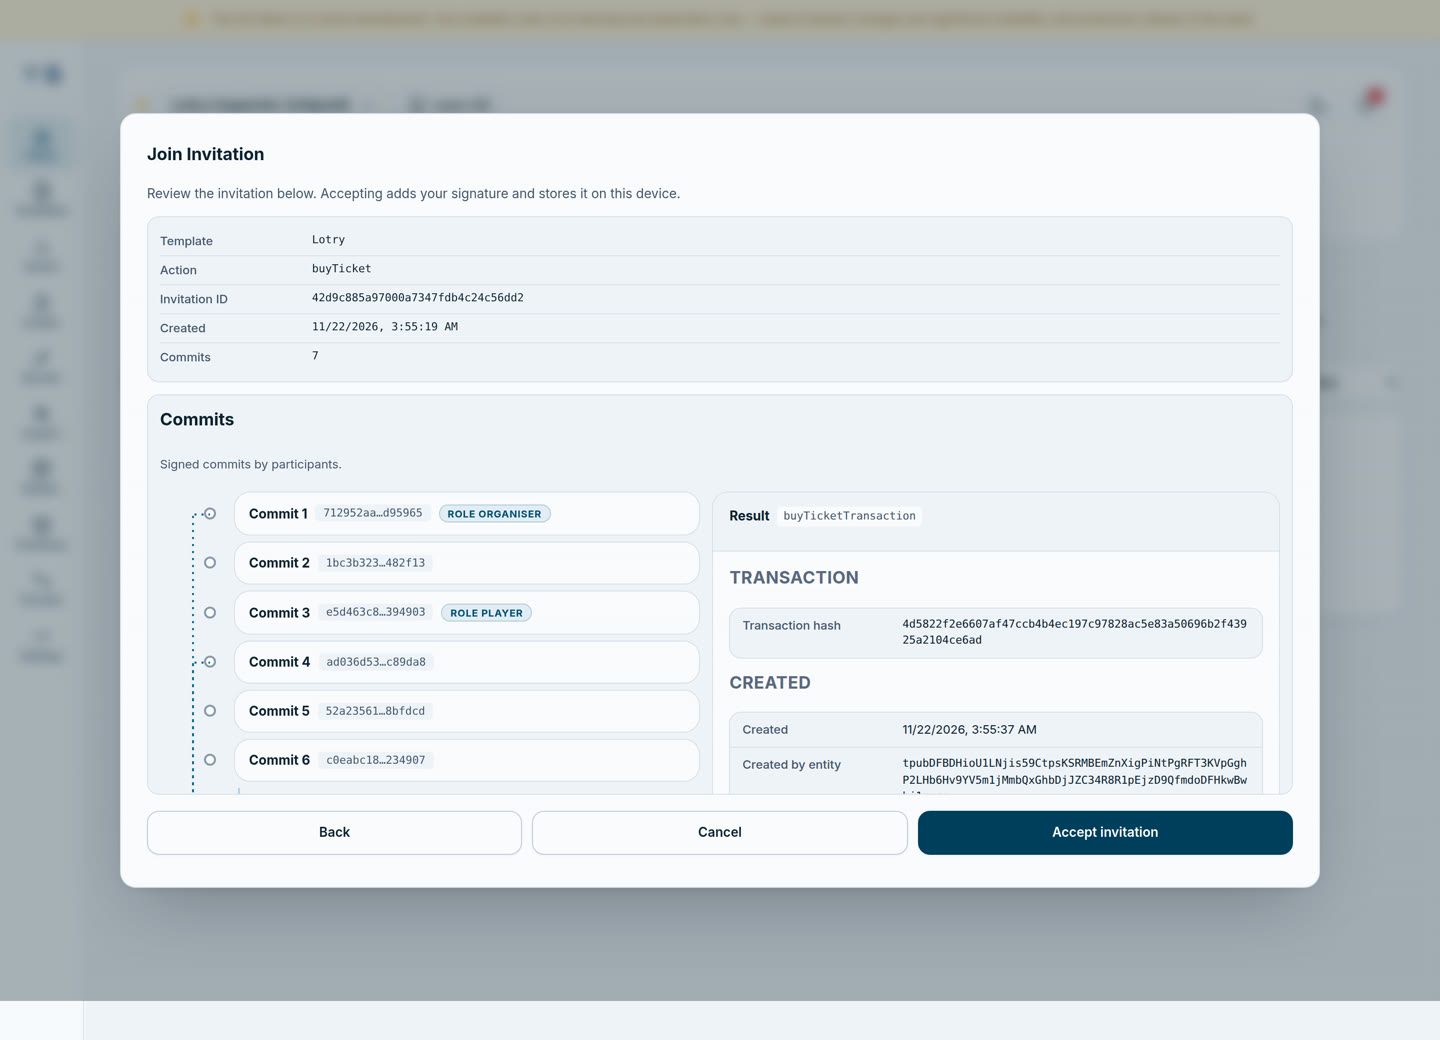 Join Invitation
Review the invitation below. Accepting adds your signature and stores it on this device.
Template Lotry
Action buyTicket
Invitation ID 42d9c885a97000a7347fdb4c24c56dd2
Created 11/22/2026, 3:55:19 AM
Commits 7
Commits
Signed commits by participants.
Commit 1 712952aa…d95965 ROLE ORGANISER
Commit 2 1bc3b323…482f13
Commit 3 e5d463c8…394903 ROLE PLAYER
Commit 4 ad036d53…c89da8
Commit 5 52a23561…8bfdcd
Commit 6 c0eabc18…234907
Result buyTicketTransaction
TRANSACTION
Transaction hash 4d5822f2e6607af47ccb4b4ec197c97828ac5e83a50696b2f439
25a2104ce6ad
CREATED
Created 11/22/2026, 3:55:37 AM
Created by entity tpubDFBDHioU1LNjis59CtpsKSRMBEmZnXigPiNtPgRFT3KVpGgh
P2LHb6Hv9YV5m1jMmbQxGhbDjJZC34R8R1pEjzD9QfmdoDFHkwBw
Back
Cancel
Accept invitation